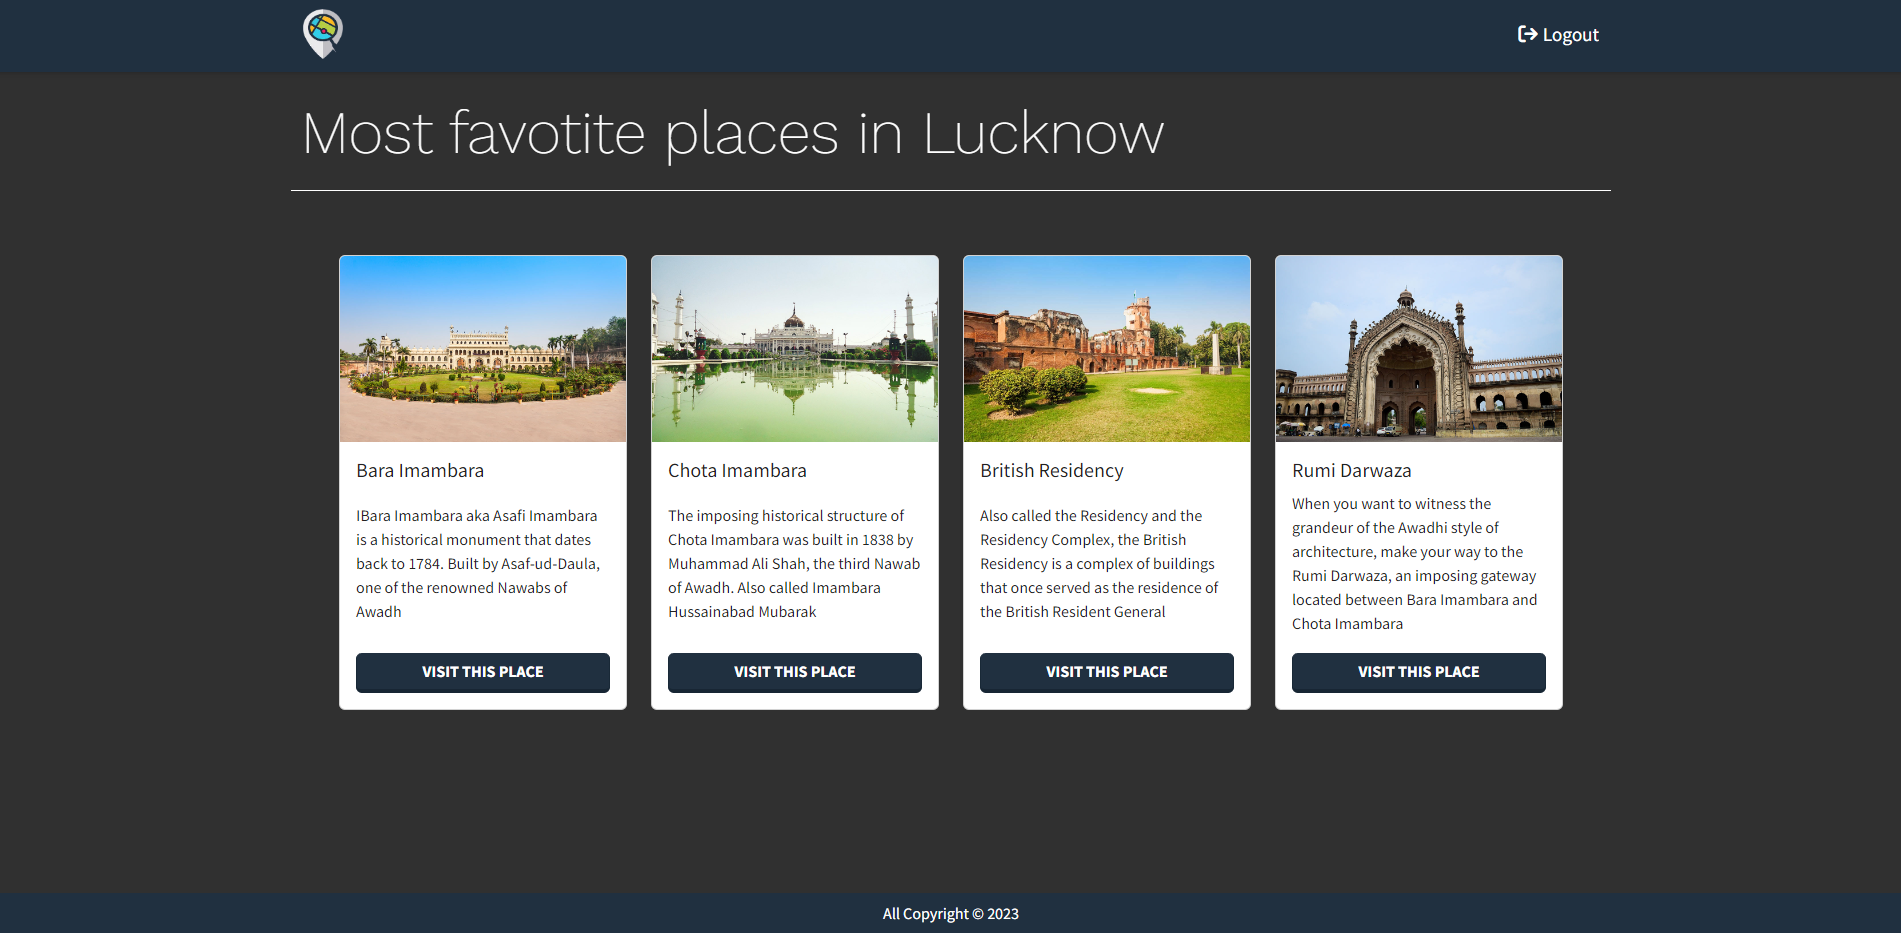 Logout
Most favotite places in Lucknow
Bara Imambara
IBara Imambara aka Asafi Imambara
is a historical monument that dates
back to 1784. Built by Asaf-ud-Daula,
one of the renowned Nawabs of
Awadh
VISIT THIS PLACE
Chota Imambara
The imposing historical structure of
Chota Imambara was built in 1838 by
Muhammad Ali Shah, the third Nawab
of Awadh. Also called Imambara
Hussainabad Mubarak
VISIT THIS PLACE
British Residency
Also called the Residency and the
Residency Complex, the British
Residency is a complex of buildings
that once served as the residence of
the British Resident General
VISIT THIS PLACE
Rumi Darwaza
When you want to witness the
grandeur of the Awadhi style of
architecture, make your way to the
Rumi Darwaza, an imposing gateway
located between Bara Imambara and
Chota Imambara
VISIT THIS PLACE
All Copyright © 2023